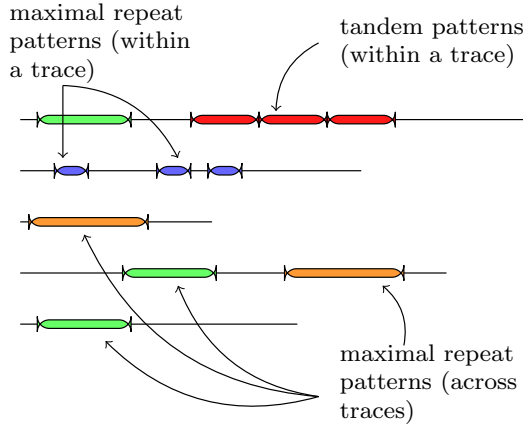 maximal repeat
patterns (within
a trace)
tandem patterns
(within a trace)
maximal repeat
patterns (across
traces)